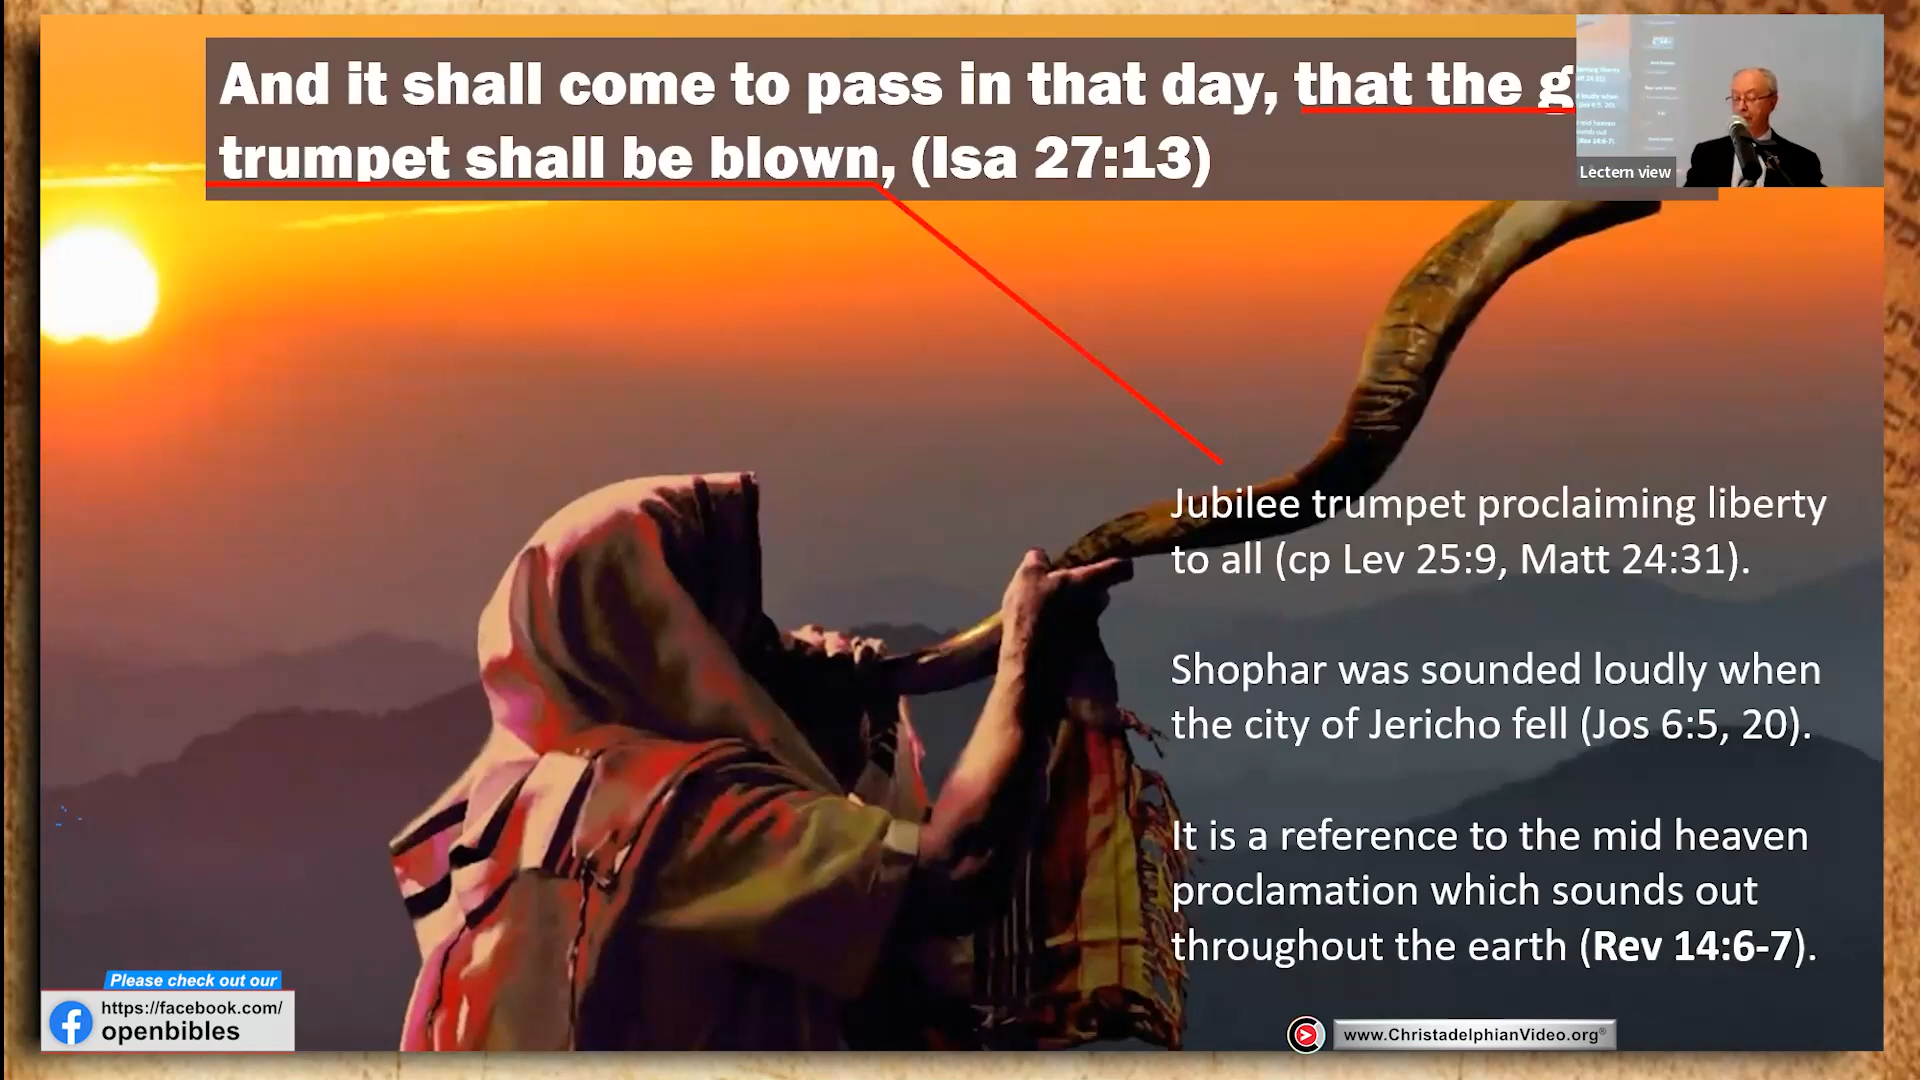 And it shall come to pass in that day, that the g
trumpet shall be blown, (Isa 27:13)
Lectern view
Jubilee trumpet proclaiming liberty
to all (cp Lev 25:9, Matt 24:31).
Shophar was sounded loudly when
the city of Jericho fell (Jos 6:5, 20).
It is a reference to the mid heaven
proclamation which sounds out
throughout the earth (Rev 14:6-7).
Please check out our
https://facebook.com/
openbibles
www.ChristadelphianVideo.org®